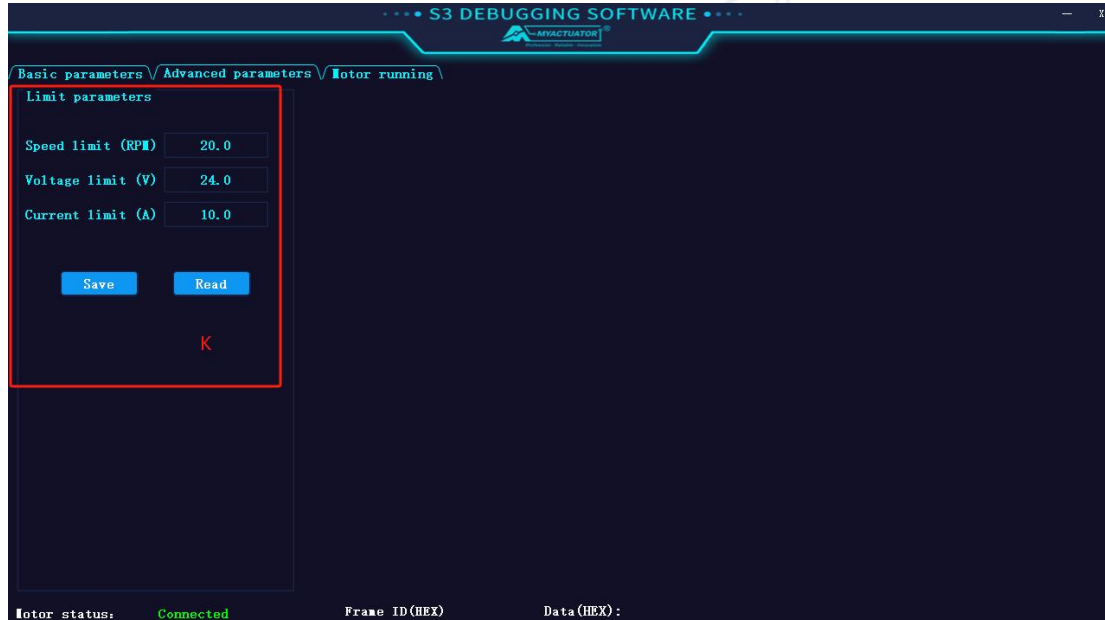 S3 DEBUGGING SOFTWARE
MYACTUATOR
Basic parameters Advanced parameters Motor running
Limit parameters
Speed limit (RPM) 20.0
Voltage limit (V) 24.0
Current limit (A) 10.0
Save Read
K
Motor status: Connected Frame ID(HEX) Data(HEX):